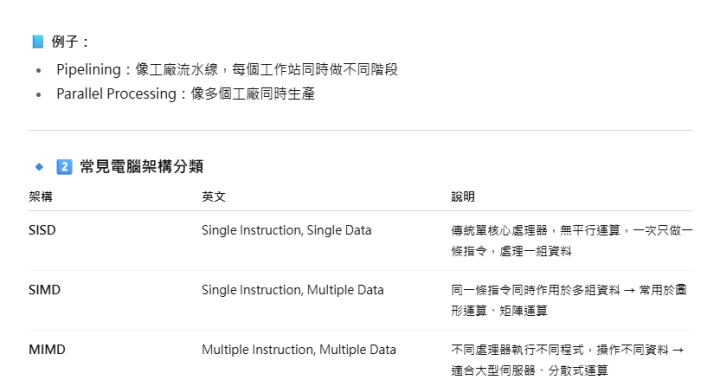 📘 例子：
• Pipelining：像工廠流水線，每個工作站同時做不同階段
• Parallel Processing：像多個工廠同時生產
🔹 2️⃣ 常見電腦架構分類
架構 英文 說明
SISD Single Instruction, Single Data 傳統單核心處理器，無平行運算，一次只做一
條指令，處理一組資料
SIMD Single Instruction, Multiple Data 同一條指令同時作用於多組資料 → 常用於圖
形運算、矩陣運算
MIMD Multiple Instruction, Multiple Data 不同處理器執行不同程式，操作不同資料 →
適合大型伺服器、分散式運算